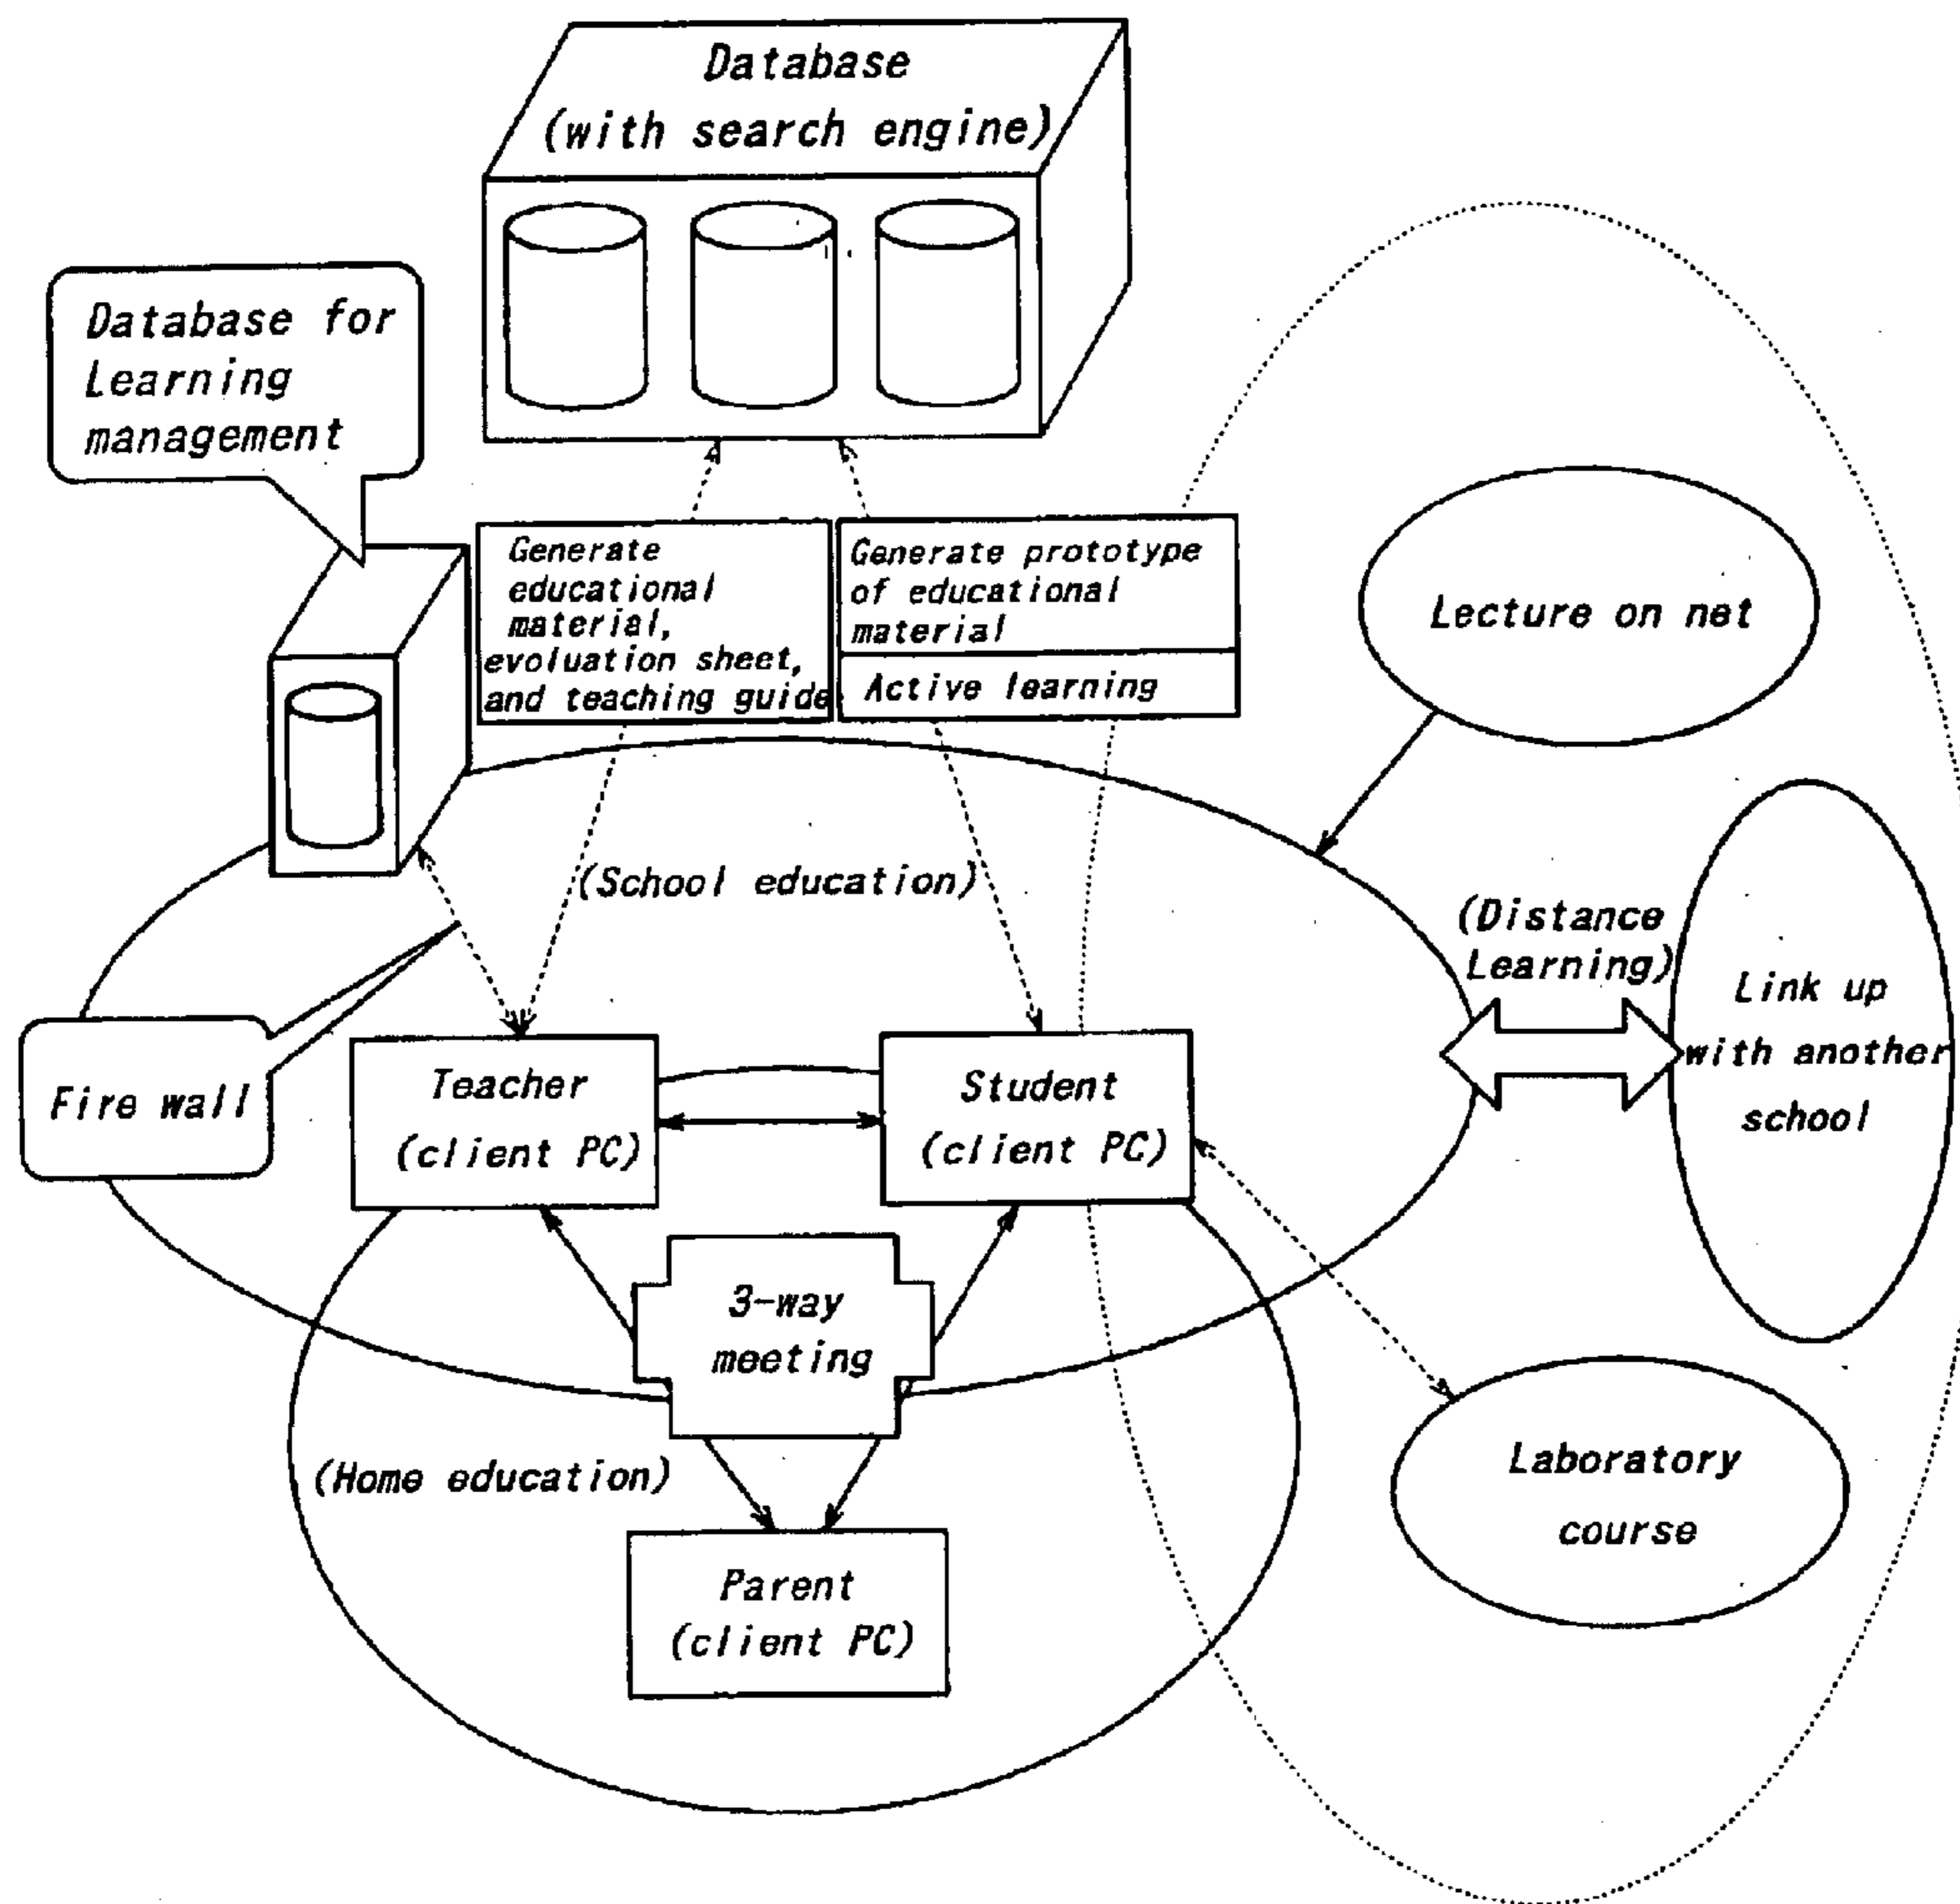 Database
(with search engine)
Database for
Learning
management
Generate
educational
material,
evoluation sheet,
and teaching guide
Generate prototype
of educational
material
Active learning
Lecture on net
(School education)
(Distance
Learning)
Link up
with another
school
Fire wall
Teacher
(client PC)
Student
(client PC)
3-way
meeting
(Home education)
Laboratory
course
Parent
(client PC)